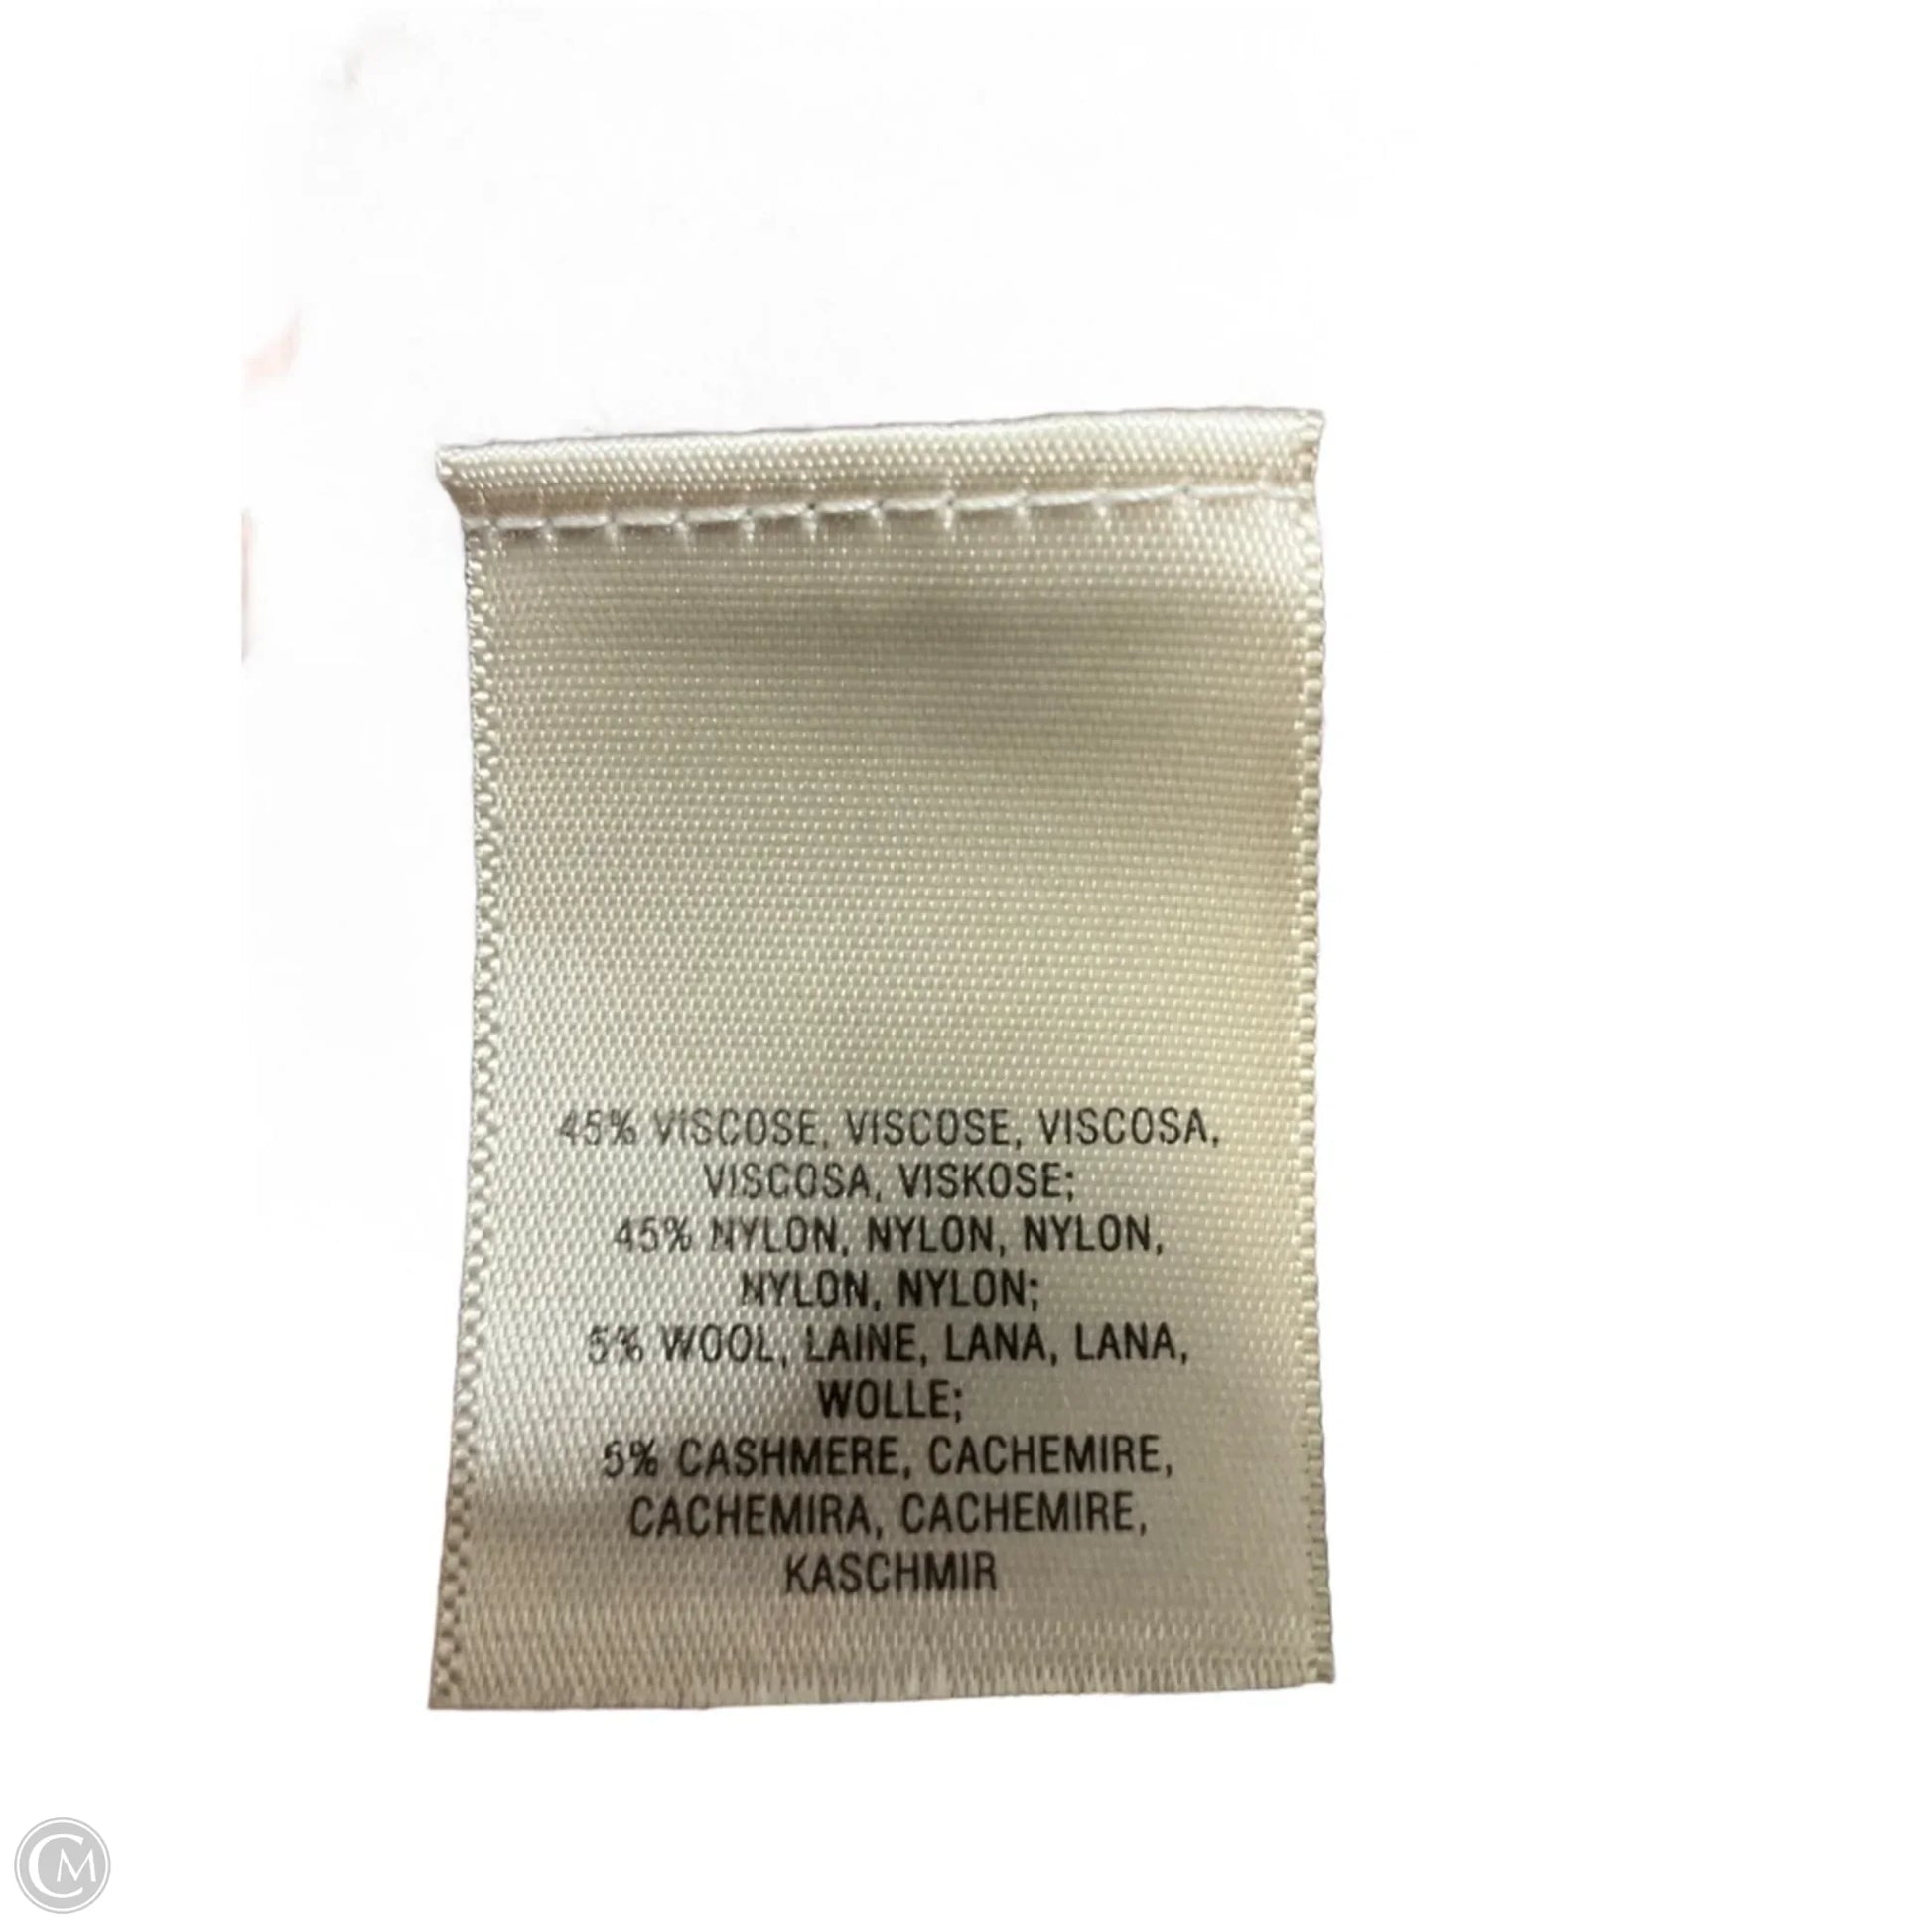 45% VISCOSE, VISCOSE, VISCOSA,
VISCOSA, VISKOSE;
45% NYLON, NYLON, NYLON,
NYLON, NYLON;
5% WOOL, LAINE, LANA, LANA,
WOLLE;
5% CASHMERE, CACHEMIRE,
CACHEMIRA, CACHEMIRE,
KASCHMIR
CM